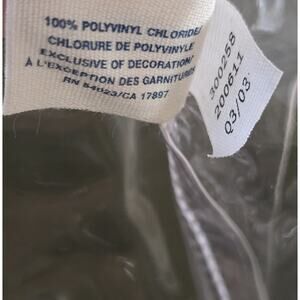 100% POLYVINYL CHLORIDE/
CHLORURE DE POLYVINYLE
EXCLUSIVE OF DECORATION/
À L'EXCEPTION DES GARNITURES
RN 54023/CA 17897
300258
200611
Q3/03